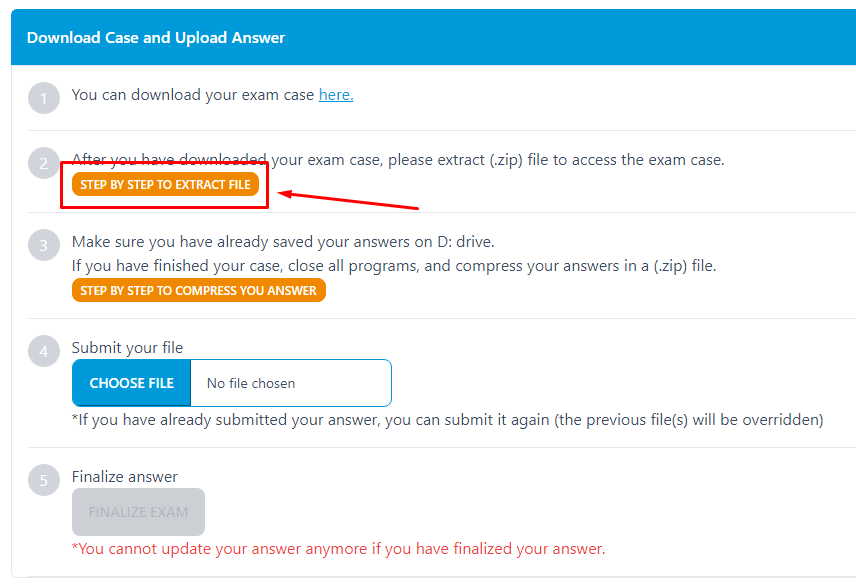 Download Case and Upload Answer
1
You can download your exam case here.
2
After you have downloaded your exam case, please extract (.zip) file to access the exam case.
STEP BY STEP TO EXTRACT FILE
3
Make sure you have already saved your answers on D: drive.
If you have finished your case, close all programs, and compress your answers in a (.zip) file.
STEP BY STEP TO COMPRESS YOU ANSWER
4
Submit your file
CHOOSE FILE No file chosen
*If you have already submitted your answer, you can submit it again (the previous file(s) will be overridden)
5
Finalize answer
FINALIZE EXAM
*You cannot update your answer anymore if you have finalized your answer.